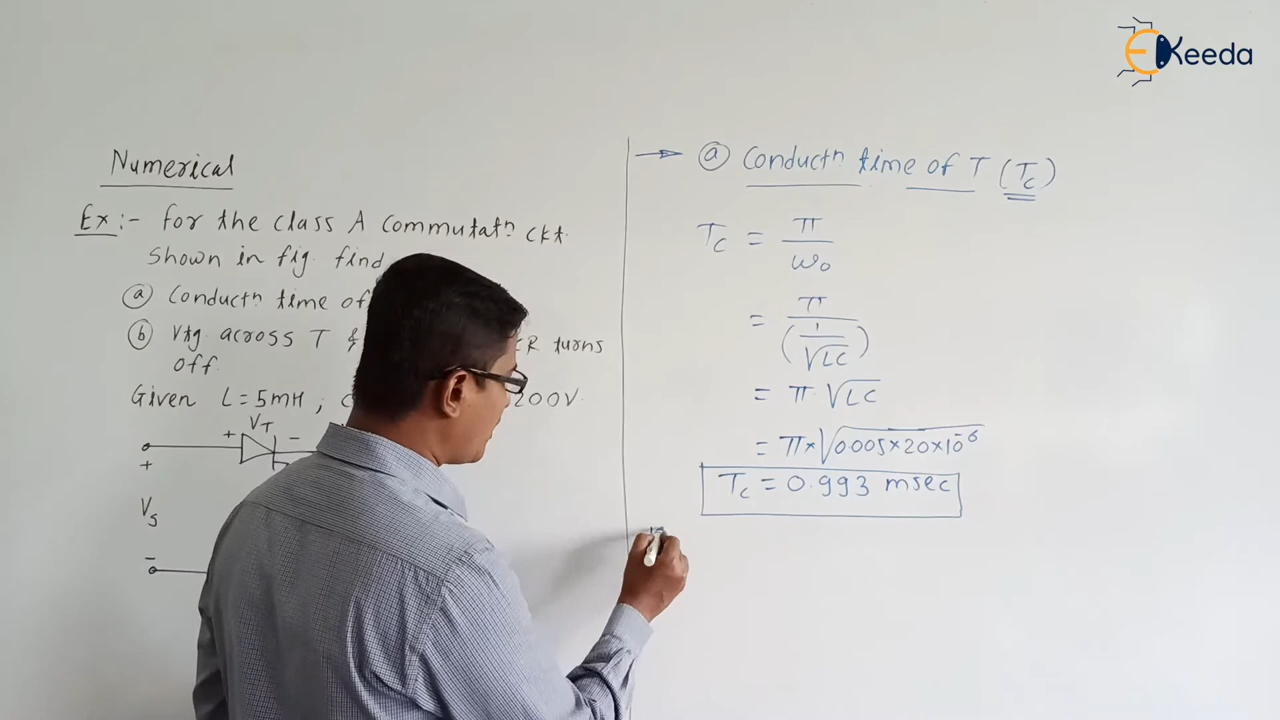 EKeeda
Numerical
Ex:- For the class A Commutatⁿ ckt.
shown in fig. find
(a) Conductⁿ time of
(b) Vtg. across T & CR turns
off.
Given L=5mH, C 200V.
V_T
+ −
+
V_s
−
→ (a) Conductⁿ time of T (T_c)
T_c = π / ω₀
= π / (1/√LC)
= π.√LC
= π×√0.005×20×10⁻⁶
T_c = 0.993 msec